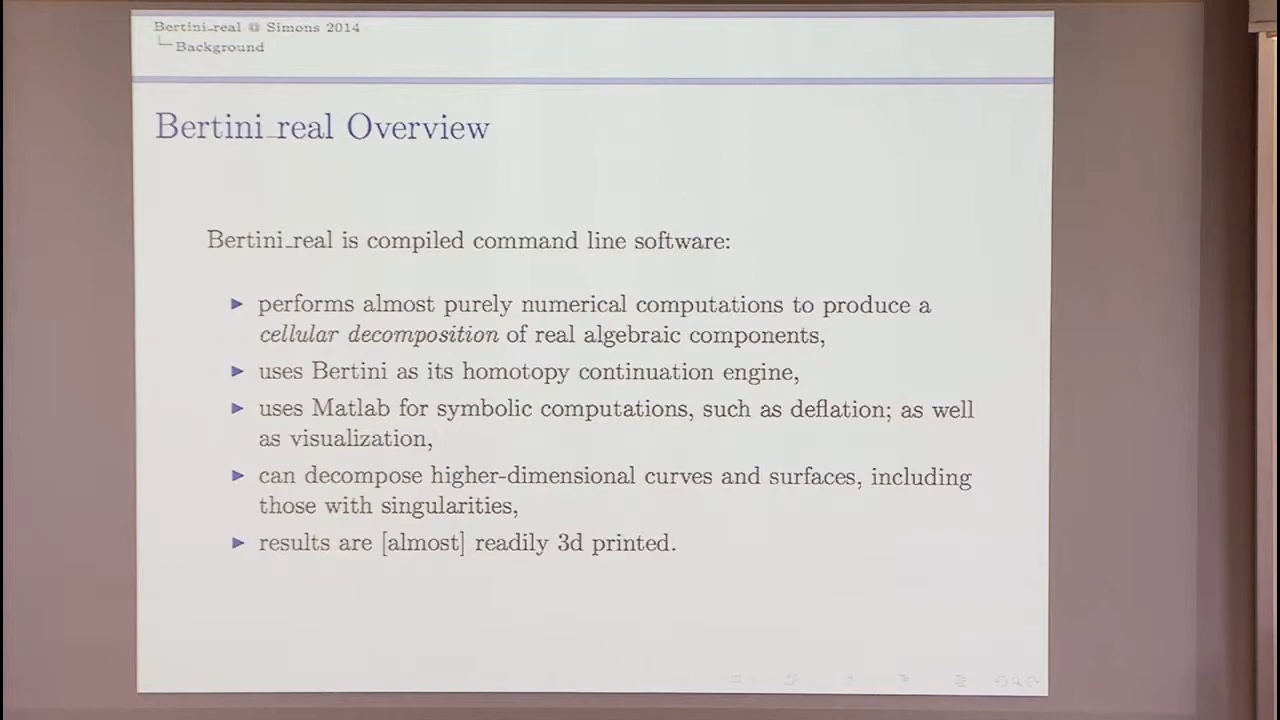 Bertini_real @ Simons 2014
Background
Bertini_real Overview
Bertini_real is compiled command line software:
▶ performs almost purely numerical computations to produce a
cellular decomposition of real algebraic components,
▶ uses Bertini as its homotopy continuation engine,
▶ uses Matlab for symbolic computations, such as deflation; as well
as visualization,
▶ can decompose higher-dimensional curves and surfaces, including
those with singularities,
▶ results are [almost] readily 3d printed.